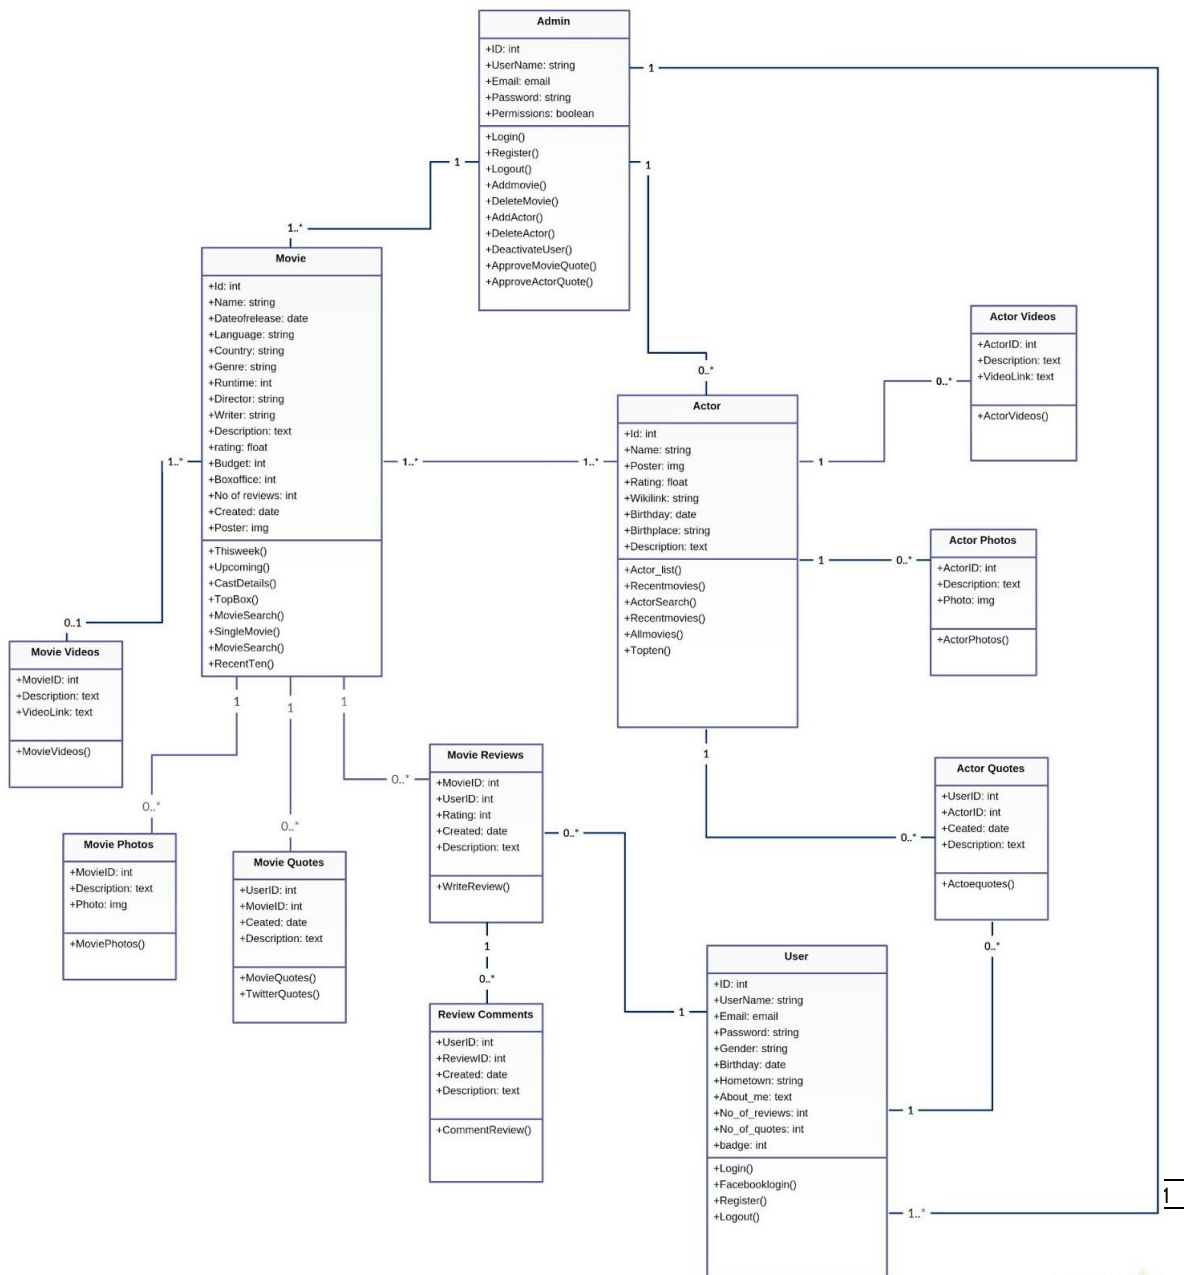 Admin
+ID: int
+UserName: string
+Email: email
+Password: string
+Permissions: boolean
+Login()
+Register()
+Logout()
+Addmovie()
+DeleteMovie()
+AddActor()
+DeleteActor()
+DeactivateUser()
+ApproveMovieQuote()
+ApproveActorQuote()
1
1
1
1..*
0..*
Movie
+Id: int
+Name: string
+Dateofrelease: date
+Language: string
+Country: string
+Genre: string
+Runtime: int
+Director: string
+Writer: string
+Description: text
+rating: float
+Budget: int
+Boxoffice: int
+No of reviews: int
+Created: date
+Poster: img
+Thisweek()
+Upcoming()
+CastDetails()
+TopBox()
+MovieSearch()
+SingleMovie()
+MovieSearch()
+RecentTen()
1..*
1..*
1..*
0..1
1
1
1
Actor
+Id: int
+Name: string
+Poster: img
+Rating: float
+Wikilink: string
+Birthday: date
+Birthplace: string
+Description: text
+Actor_list()
+Recentmovies()
+ActorSearch()
+Recentmovies()
+Allmovies()
+Topten()
1
0..*
1
0..*
1
0..*
Actor Videos
+ActorID: int
+Description: text
+VideoLink: text
+ActorVideos()
Actor Photos
+ActorID: int
+Description: text
+Photo: img
+ActorPhotos()
Movie Videos
+MovieID: int
+Description: text
+VideoLink: text
+MovieVideos()
0..*
Movie Photos
+MovieID: int
+Description: text
+Photo: img
+MoviePhotos()
0..*
Movie Quotes
+UserID: int
+MovieID: int
+Ceated: date
+Description: text
+MovieQuotes()
+TwitterQuotes()
0..*
Movie Reviews
+MovieID: int
+UserID: int
+Rating: int
+Created: date
+Description: text
+WriteReview()
0..*
1
0..*
Review Comments
+UserID: int
+ReviewID: int
+Created: date
+Description: text
+CommentReview()
Actor Quotes
+UserID: int
+ActorID: int
+Ceated: date
+Description: text
+Actoequotes()
0..*
User
+ID: int
+UserName: string
+Email: email
+Password: string
+Gender: string
+Birthday: date
+Hometown: string
+About_me: text
+No_of_reviews: int
+No_of_quotes: int
+badge: int
+Login()
+Facebooklogin()
+Register()
+Logout()
1
1
1..*
1